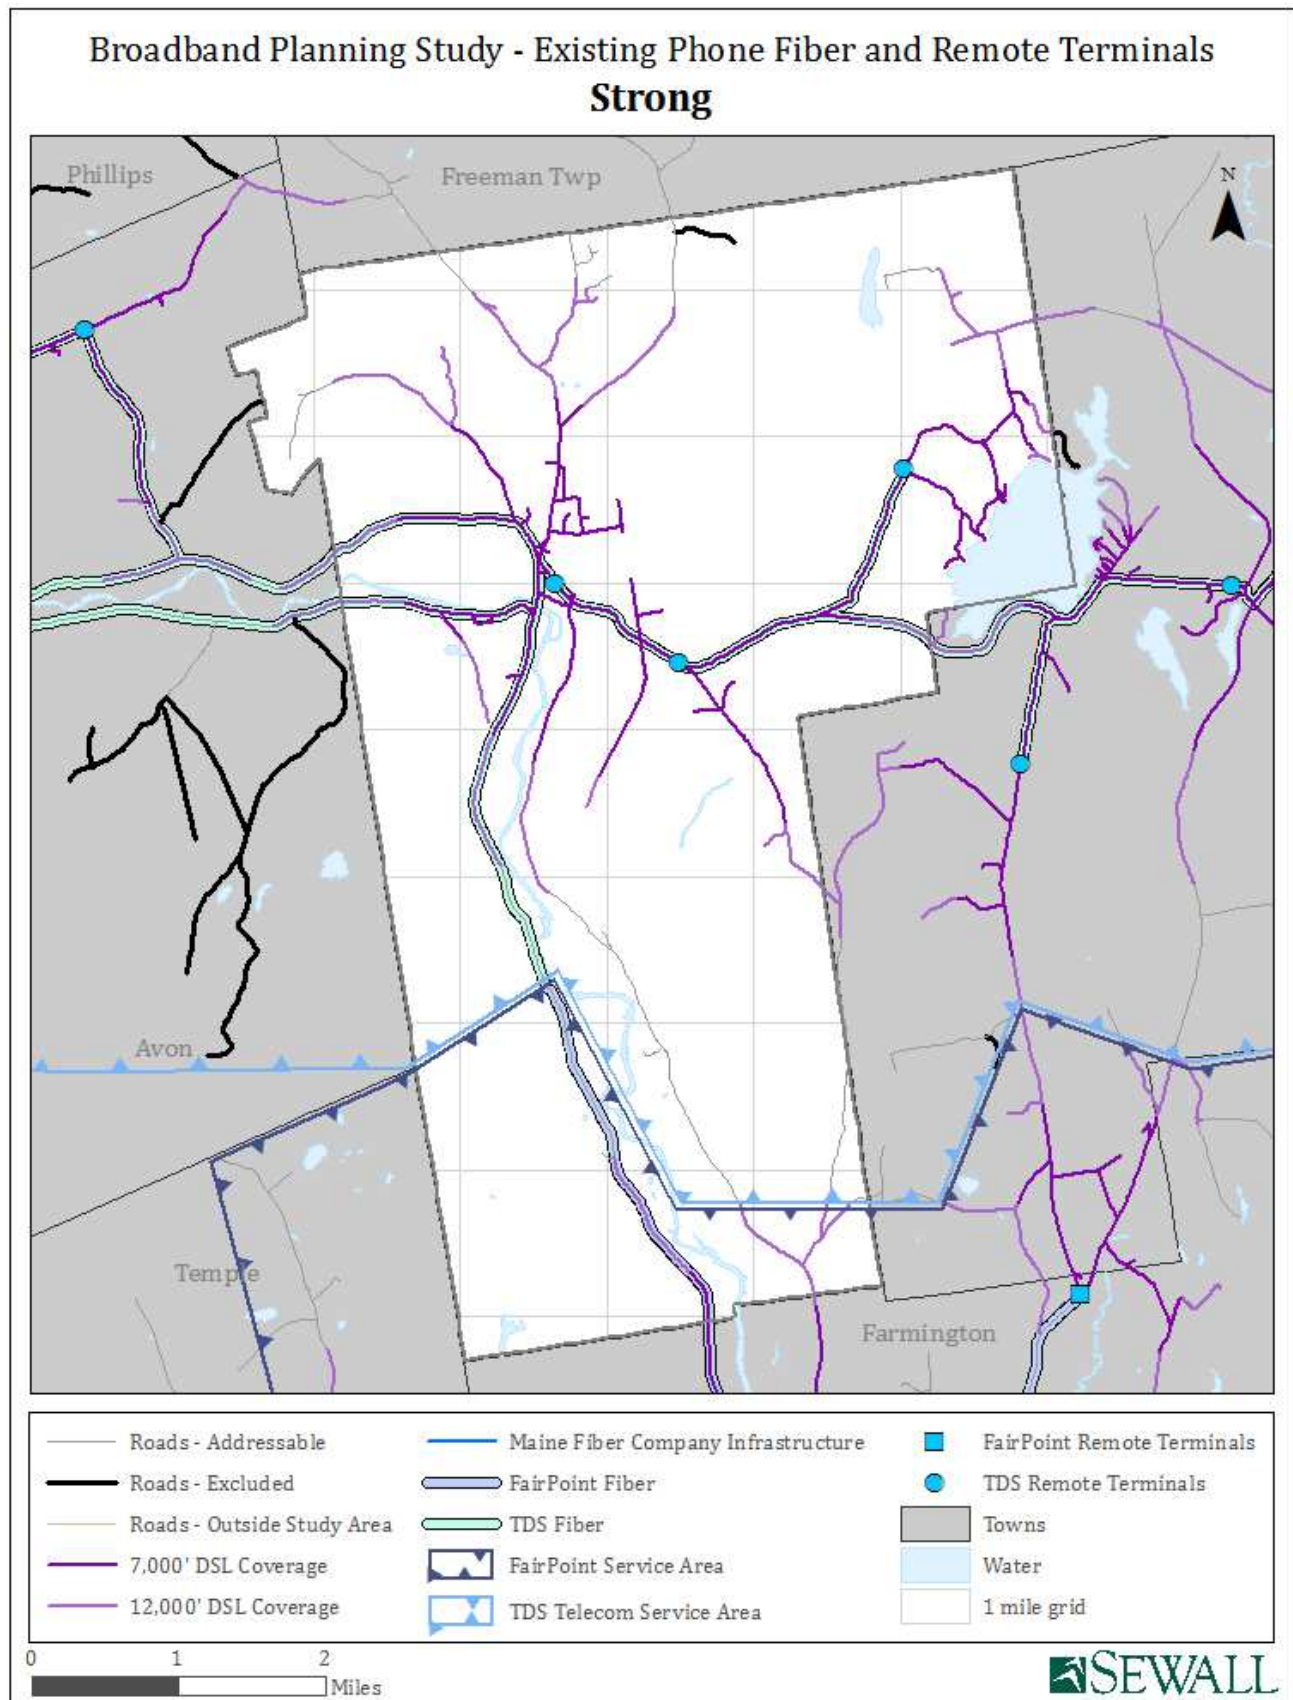 Broadband Planning Study - Existing Phone Fiber and Remote Terminals
Strong
Phillips
Freeman Twp
N
Avon
Temple
Farmington
Roads - Addressable
Roads - Excluded
Roads - Outside Study Area
7,000' DSL Coverage
12,000' DSL Coverage
Maine Fiber Company Infrastructure
FairPoint Fiber
TDS Fiber
FairPoint Service Area
TDS Telecom Service Area
FairPoint Remote Terminals
TDS Remote Terminals
Towns
Water
1 mile grid
0 1 2
Miles
SEWALL